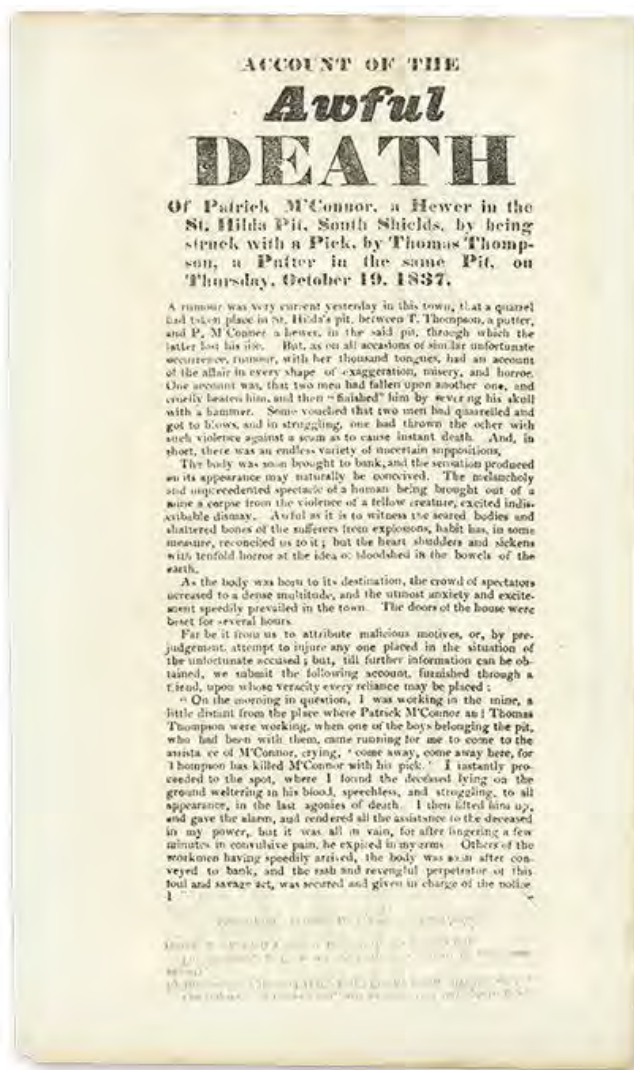 ACCOUNT OF THE
Awful
DEATH
Of Patrick M'Connor, a Hewer in the
St. Hilda Pit, South Shields, by being
struck with a Pick, by Thomas Thomp-
son, a Putter in the same Pit, on
Thursday, October 19, 1837.
A rumour was very current yesterday in this town, that a quarrel
had taken place in St. Hilda's pit, between T. Thompson, a putter,
and P. M'Connor a hewer, in the said pit, through which the
latter lost his life. But, as on all accasions of similar unfortunate
occurrence, rumour, with her thousand tongues, had an account
of the affair in every shape of exaggeration, misery, and horror.
One account was, that two men had fallen upon another one, and
cruelly beaten him, and then "finished" him by severing his skull
with a hammer. Some vouched that two men had quarrelled and
got to blows, and in struggling, one had thrown the other with
such violence against a seam as to cause instant death. And, in
short, there was an endless variety of uncertain suppositions,
The body was soon brought to bank, and the sensation produced
on its appearance may naturally be conceived. The melancholy
and unprecedented spectacle of a human being brought out of a
mine a corpse from the violence of a fellow creature, excited indis-
cribable dismay. Awful as it is to witness the scared bodies and
shattered bones of the sufferers from explosions, habit has, in some
measure, reconciled us to it; but the heart shudders and sickens
with tenfold horror at the idea of bloodshed in the bowels of the
earth.
As the body was born to its destination, the crowd of spectators
increased to a dense multitude, and the utmost anxiety and excite-
ment speedily prevailed in the town. The doors of the house were
beset for several hours
Far be it from us to attribute malicious motives, or, by pre-
judgement, attempt to injure any one placed in the situation of
the unfortunate accused; but, till further information can be ob-
tained, we submit the following account, furnished through a
friend, upon whose veracity every reliance may be placed:
"On the morning in question, I was working in the mine, a
little distant from the place where Patrick M'Connor and Thomas
Thompson were working, when one of the boys belonging the pit,
who had been with them, came running for me to come to the
assistance of M'Connor, crying, 'come away, come away here, for
Thompson has killed M'Connor with his pick.' I instantly pro-
ceeded to the spot, where I found the deceased lying on the
ground weltering in his blood, speechless, and struggling, to all
appearance, in the last agonies of death. I then lifted him up,
and gave the alarm, and rendered all the assistance to the deceased
in my power, but it was all in vain, for after lingering a few
minutes in convulsive pain, he expired in my arms Others of the
workmen having speedily arrived, the body was soon after con-
veyed to bank, and the rash and revengful perpetrator of this
foul and savage act, was secured and given in charge of the